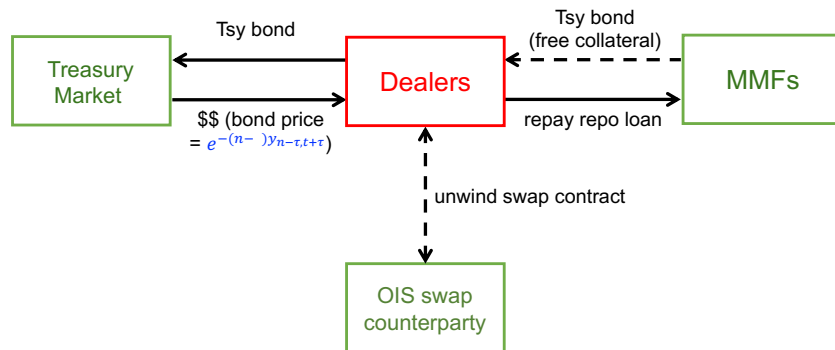 Tsy bond
Tsy bond
(free collateral)
Treasury
Market
Dealers
MMFs
$$ (bond price
= e^{-(n- )y_{n-τ,t+τ}})
repay repo loan
unwind swap contract
OIS swap
counterparty